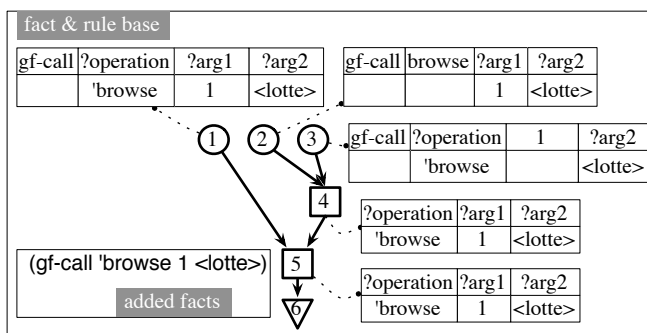 fact & rule base
gf-call ?operation ?arg1 ?arg2
'browse 1 <lotte>
gf-call browse ?arg1 ?arg2
1 <lotte>
1 2 3
gf-call ?operation 1 ?arg2
'browse <lotte>
4
?operation ?arg1 ?arg2
'browse 1 <lotte>
(gf-call 'browse 1 <lotte>)
5
added facts
?operation ?arg1 ?arg2
'browse 1 <lotte>
6